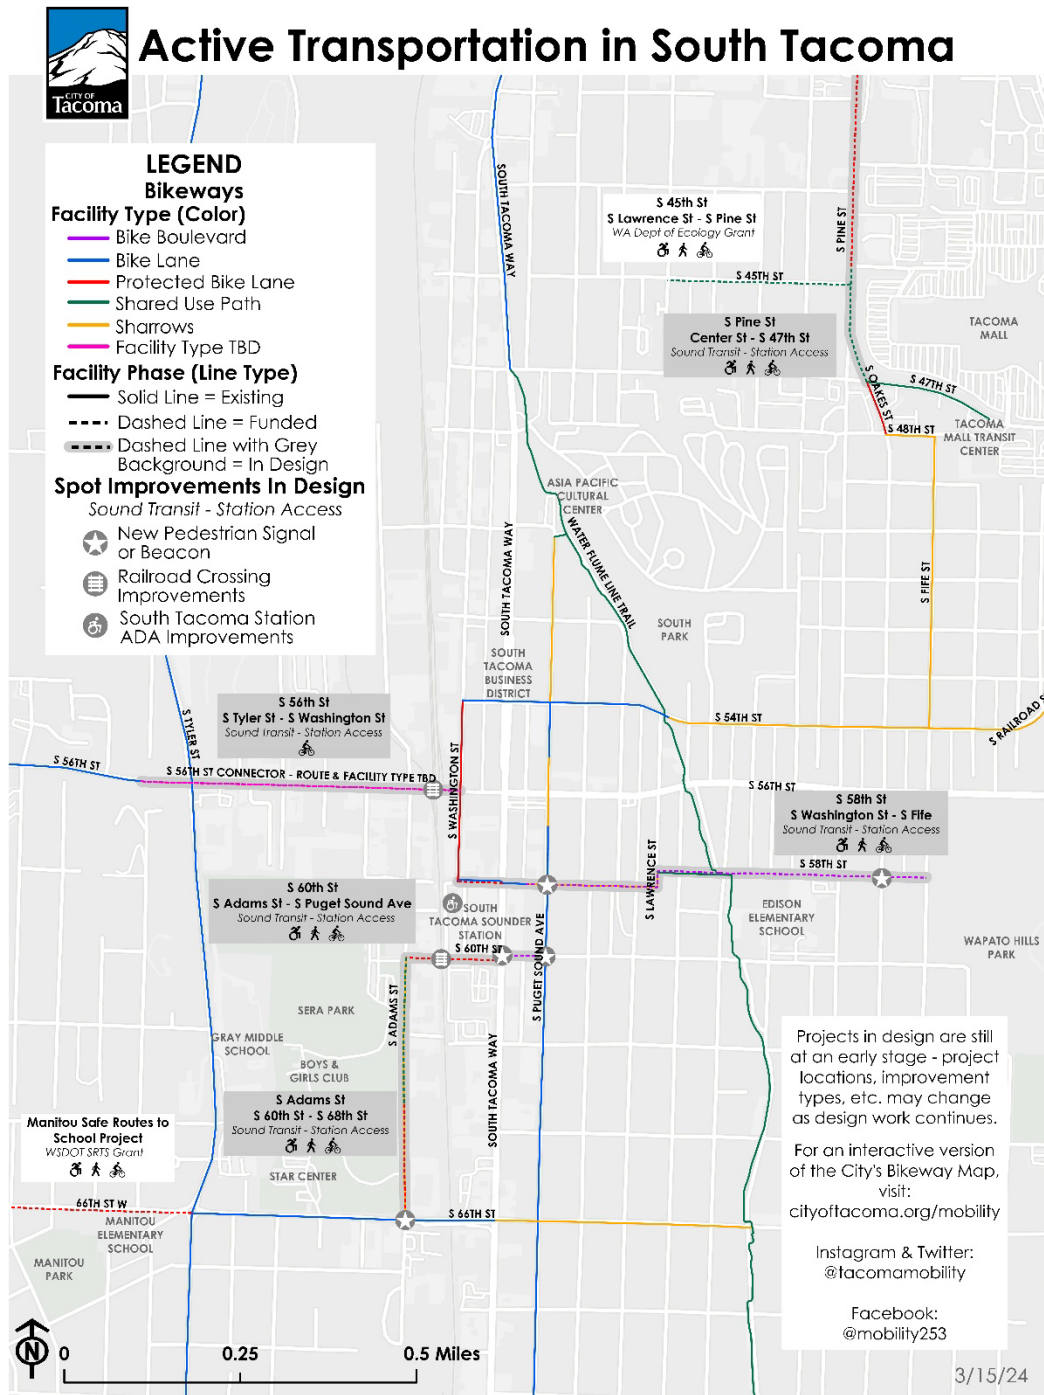 CITY OF
Tacoma
Active Transportation in South Tacoma
LEGEND
Bikeways
Facility Type (Color)
Bike Boulevard
Bike Lane
Protected Bike Lane
Shared Use Path
Sharrows
Facility Type TBD
Facility Phase (Line Type)
Solid Line = Existing
Dashed Line = Funded
Dashed Line with Grey
Background = In Design
Spot Improvements In Design
Sound Transit - Station Access
New Pedestrian Signal
or Beacon
Railroad Crossing
Improvements
South Tacoma Station
ADA Improvements
SOUTH TACOMA WAY
S 45th St
S Lawrence St - S Pine St
WA Dept of Ecology Grant
S PINE ST
S 45TH ST
S Pine St
Center St - S 47th St
Sound Transit - Station Access
TACOMA
MALL
S OAKES ST
S 47TH ST
S 48TH ST
TACOMA
MALL TRANSIT
CENTER
ASIA PACIFIC
CULTURAL
CENTER
WATER FLUME LINE TRAIL
SOUTH TACOMA WAY
S FIFE ST
SOUTH
PARK
SOUTH
TACOMA
BUSINESS
DISTRICT
S 56th St
S Tyler St - S Washington St
Sound Transit - Station Access
S TYLER ST
S 54TH ST
S RAILROAD S
S 56TH ST
S 56TH ST CONNECTOR - ROUTE & FACILITY TYPE TBD
S WASHINGTON ST
S 56TH ST
S 58th St
S Washington St - S Fife
Sound Transit - Station Access
S LAWRENCE ST
S 58TH ST
S 60th St
S Adams St - S Puget Sound Ave
Sound Transit - Station Access
SOUTH
TACOMA SOUNDER
STATION
S 60TH ST
S PUGET SOUND AVE
EDISON
ELEMENTARY
SCHOOL
WAPATO HILLS
PARK
S ADAMS ST
SERA PARK
GRAY MIDDLE
SCHOOL
BOYS &
GIRLS CLUB
SOUTH TACOMA WAY
S Adams St
S 60th St - S 68th St
Sound Transit - Station Access
Manitou Safe Routes to
School Project
WSDOT SRTS Grant
STAR CENTER
66TH ST W
S 66TH ST
MANITOU
ELEMENTARY
SCHOOL
MANITOU
PARK
Projects in design are still
at an early stage - project
locations, improvement
types, etc. may change
as design work continues.
For an interactive version
of the City's Bikeway Map,
visit:
cityoftacoma.org/mobility
Instagram & Twitter:
@tacomamobility
Facebook:
@mobility253
N
0 0.25 0.5 Miles
3/15/24